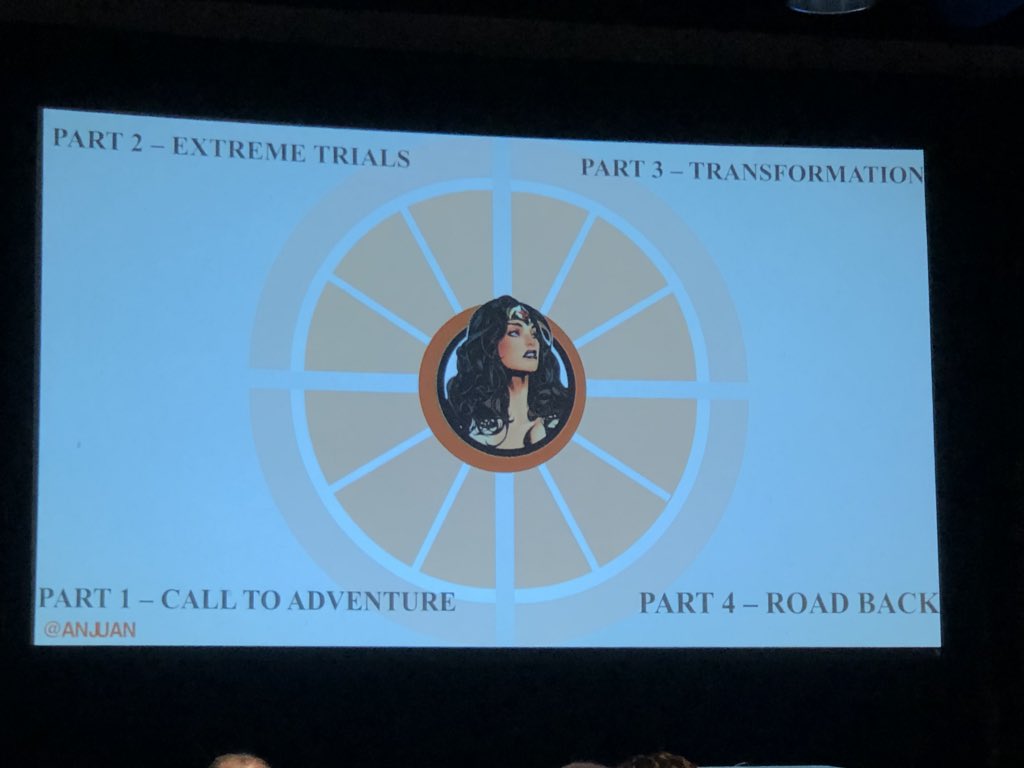 PART 2 – EXTREME TRIALS
PART 3 – TRANSFORMATION
PART 1 – CALL TO ADVENTURE
PART 4 – ROAD BACK
@ANJUAN